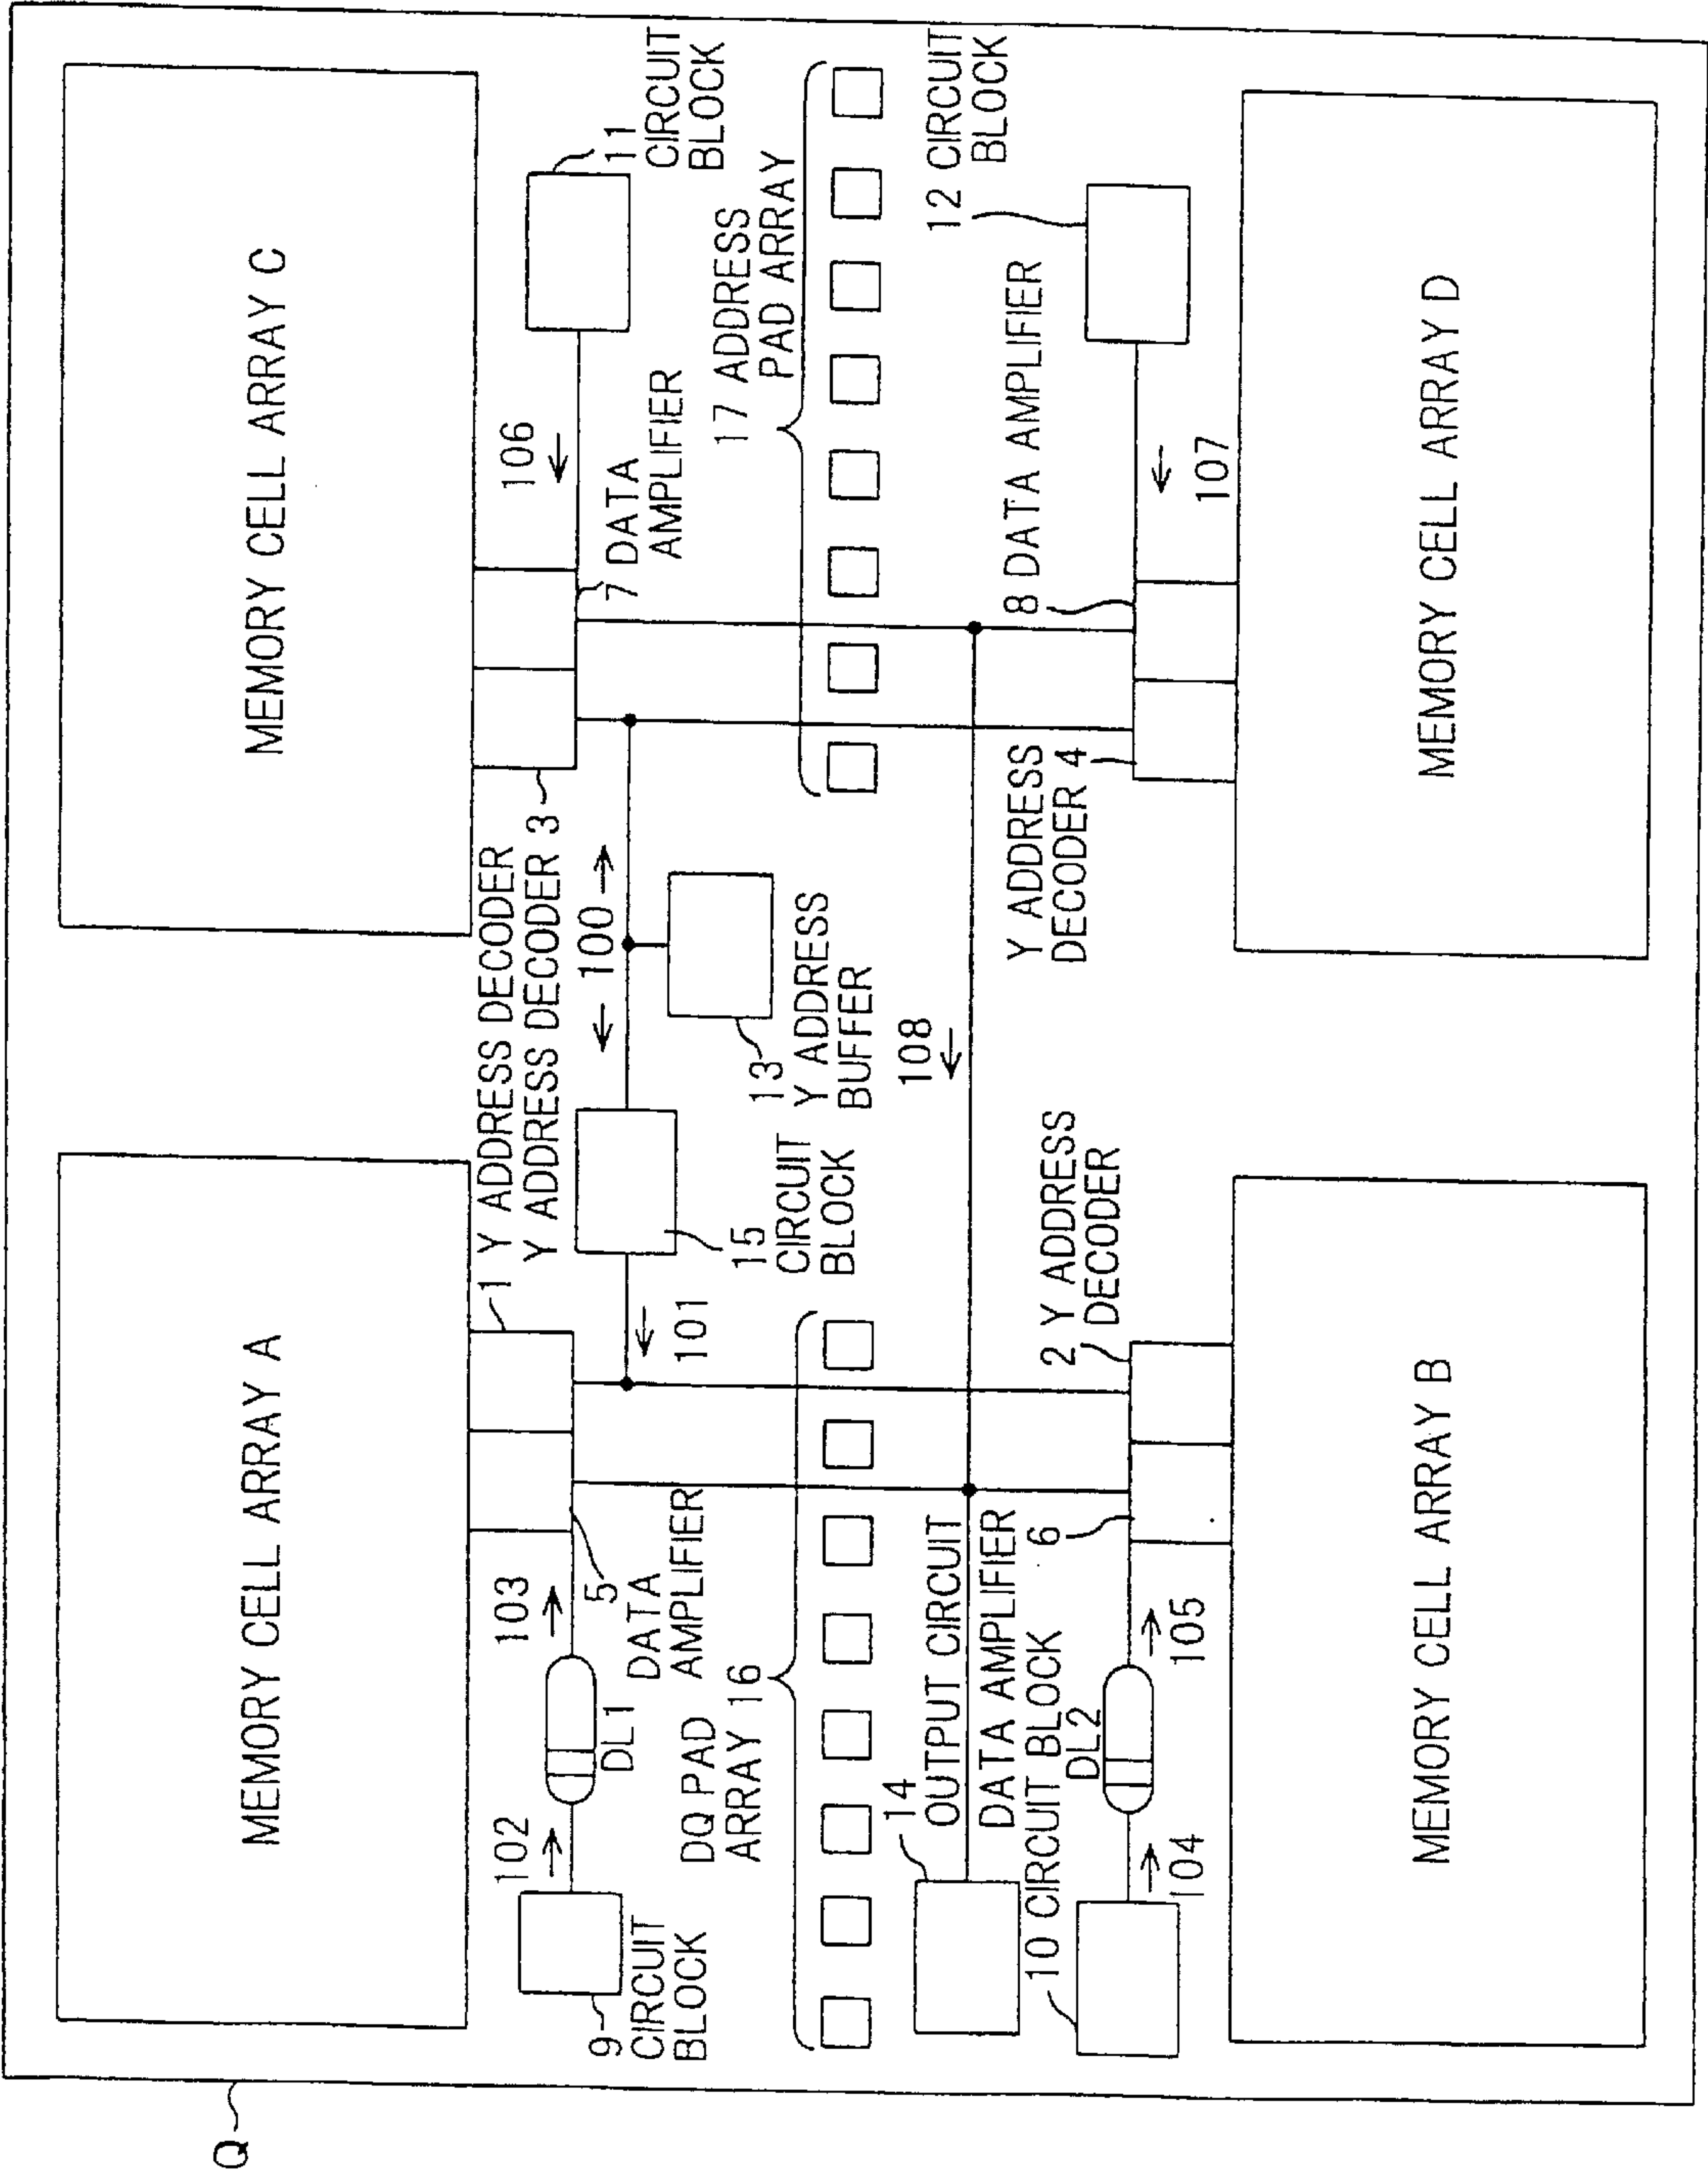 Q
MEMORY CELL ARRAY A
MEMORY CELL ARRAY C
9
CIRCUIT
BLOCK
102
DL1
103
5
DATA
AMPLIFIER
1 Y ADDRESS DECODER
Y ADDRESS DECODER 3
101
15
CIRCUIT
BLOCK
100
13
Y ADDRESS
BUFFER
7 DATA
AMPLIFIER
106
11
CIRCUIT
BLOCK
DQ PAD
ARRAY 16
17 ADDRESS
PAD ARRAY
14
OUTPUT CIRCUIT
DATA AMPLIFIER
6
10 CIRCUIT BLOCK
DL2
104
105
108
2 Y ADDRESS
DECODER
Y ADDRESS
DECODER 4
8 DATA AMPLIFIER
107
12 CIRCUIT
BLOCK
MEMORY CELL ARRAY B
MEMORY CELL ARRAY D